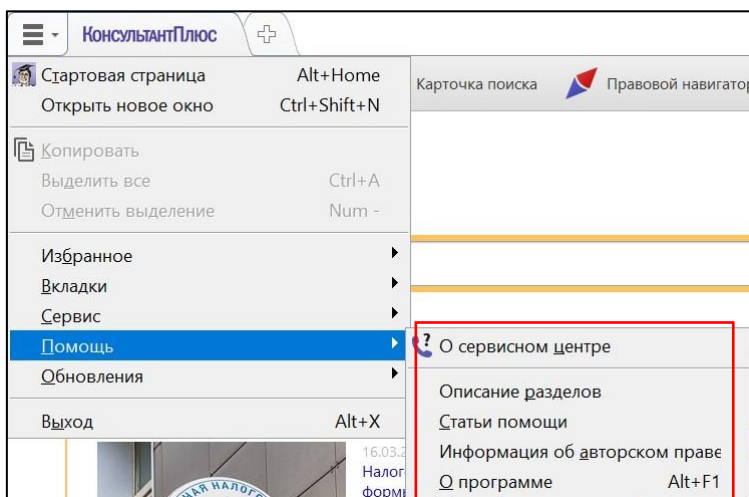 КонсультантПлюс
Стартовая страница Alt+Home
Открыть новое окно Ctrl+Shift+N
Карточка поиска Правовой навигатор
Копировать
Выделить все Ctrl+A
Отменить выделение Num -
Избранное
Вкладки
Сервис
Помощь
Обновления
Выход Alt+X
О сервисном центре
Описание разделов
Статьи помощи
Информация об авторском праве
О программе Alt+F1
16.03.2
Налог
формы